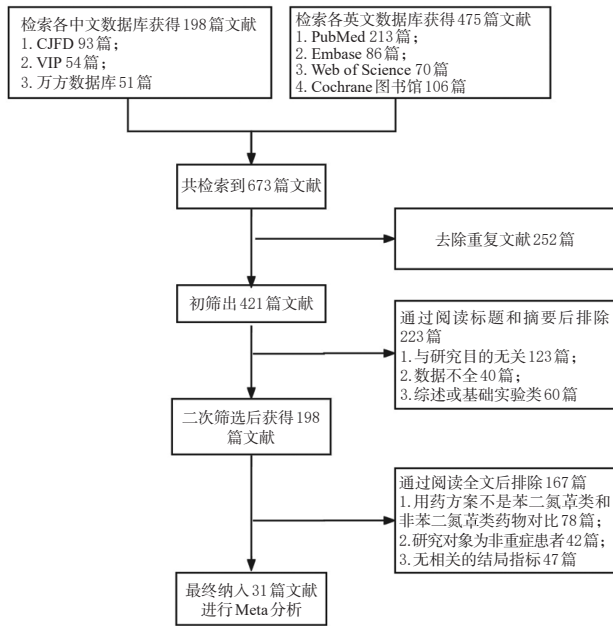 检索各中文数据库获得198篇文献
1. CJFD 93篇；
2. VIP 54篇；
3. 万方数据库51篇
检索各英文数据库获得475篇文献
1. PubMed 213篇；
2. Embase 86篇；
3. Web of Science 70篇
4. Cochrane 图书馆106篇
共检索到673篇文献
去除重复文献252篇
初筛出421篇文献
通过阅读标题和摘要后排除
223篇
1.与研究目的无关123篇；
2.数据不全40篇；
3.综述或基础实验类60篇
二次筛选后获得198
篇文献
通过阅读全文后排除167篇
1.用药方案不是苯二氮䓬类和
非苯二氮䓬类药物对比78篇；
2.研究对象为非重症患者42篇；
3.无相关的结局指标47篇
最终纳入31篇文献
进行Meta分析